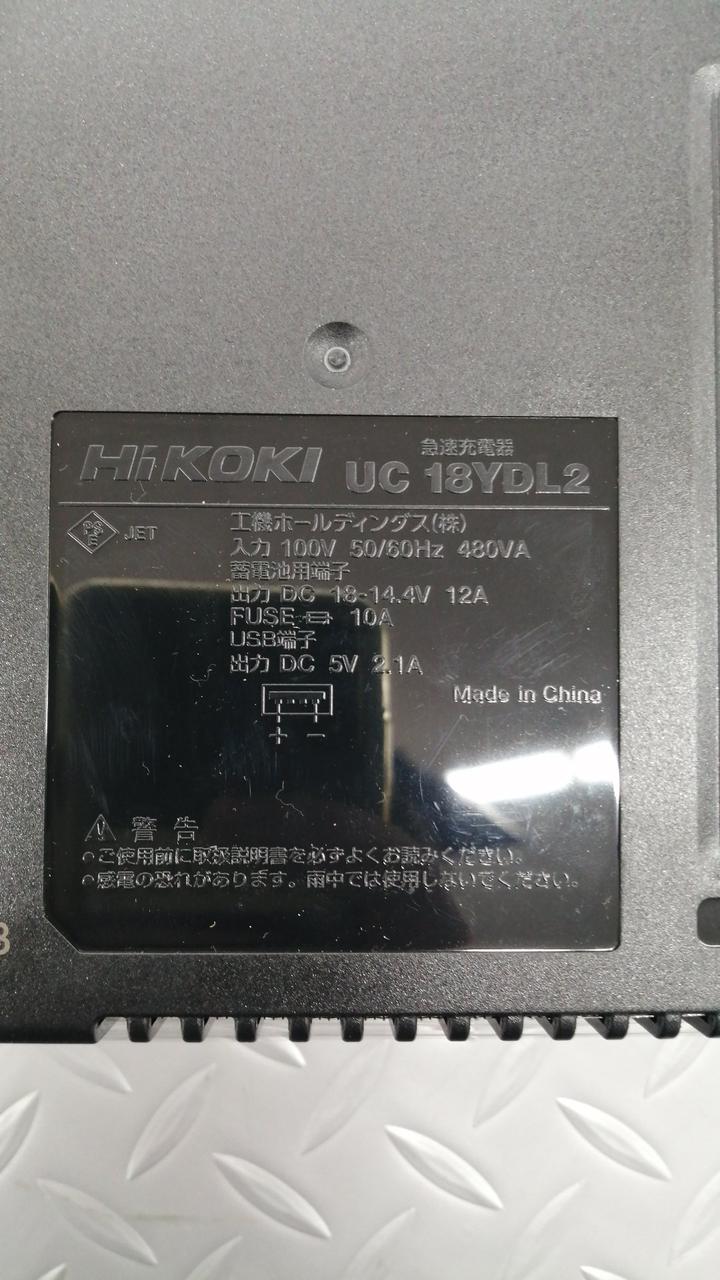 HiKOKI 急速充電器
UC 18YDL2
PSE JET
工機ホールディングス(株)
入力 100V 50/60Hz 480VA
蓄電池用端子
出力 DC 18-14.4V 12A
FUSE 10A
USB端子
出力 DC 5V 2.1A
Made in China
+ −
警告
•ご使用前に取扱説明書を必ずよくお読みください。
•感電の恐れがあります。雨中では使用しないでください。